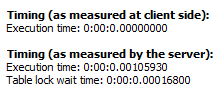 Timing (as measured at client side):
Execution time: 0:00:0.00000000
Timing (as measured by the server):
Execution time: 0:00:0.00105930
Table lock wait time: 0:00:0.00016800